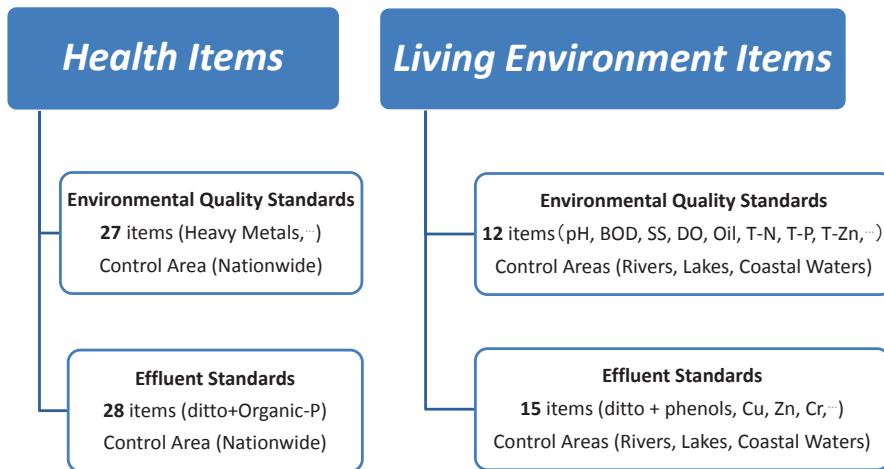 Health Items
Environmental Quality Standards
27 items (Heavy Metals,…)
Control Area (Nationwide)
Effluent Standards
28 items (ditto+Organic-P)
Control Area (Nationwide)
Living Environment Items
Environmental Quality Standards
12 items(pH, BOD, SS, DO, Oil, T-N, T-P, T-Zn,…)
Control Areas (Rivers, Lakes, Coastal Waters)
Effluent Standards
15 items (ditto + phenols, Cu, Zn, Cr,…)
Control Areas (Rivers, Lakes, Coastal Waters)